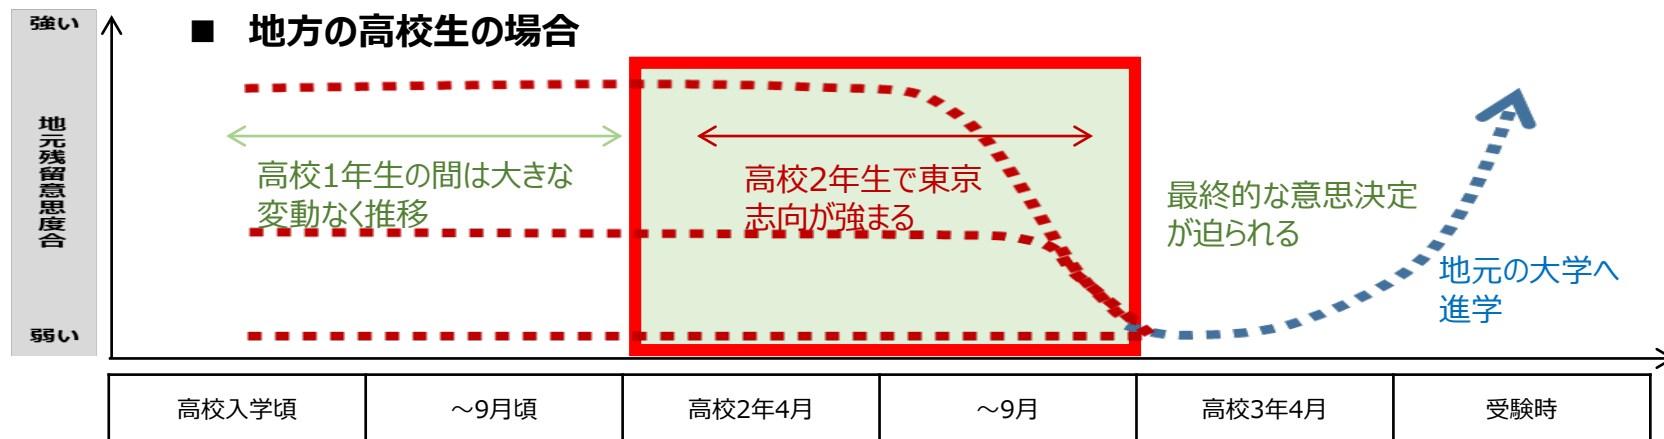 ■ 地方の高校生の場合
強い
地元残留意思度合
弱い
高校1年生の間は大きな
変動なく推移
高校2年生で東京
志向が強まる
最終的な意思決定
が迫られる
地元の大学へ
進学
高校入学頃
～9月頃
高校2年4月
～9月
高校3年4月
受験時